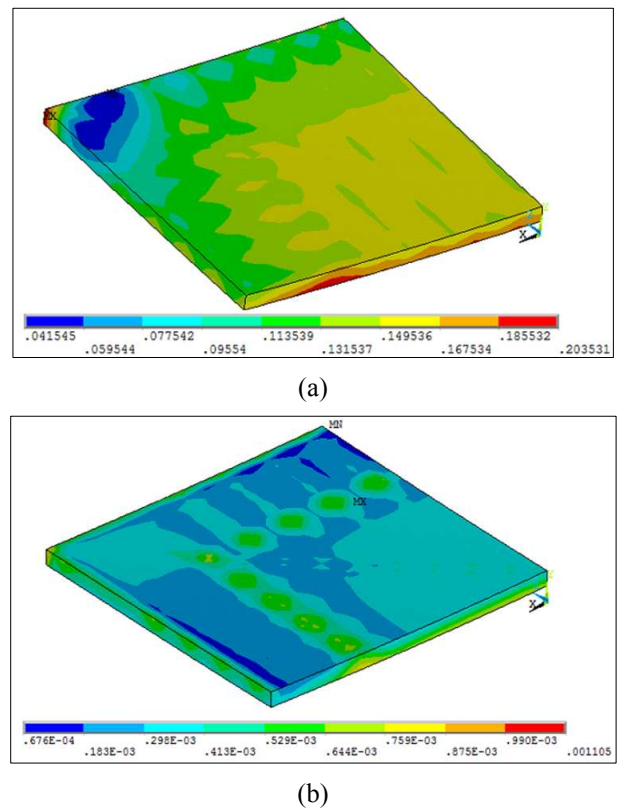 MX
X
.041545 .077542 .113539 .149536 .185532
.059544 .09554 .131537 .167534 .203531
(a)
MN
MX
X
.676E-04 .298E-03 .529E-03 .759E-03 .990E-03
.183E-03 .413E-03 .644E-03 .875E-03 .001105
(b)